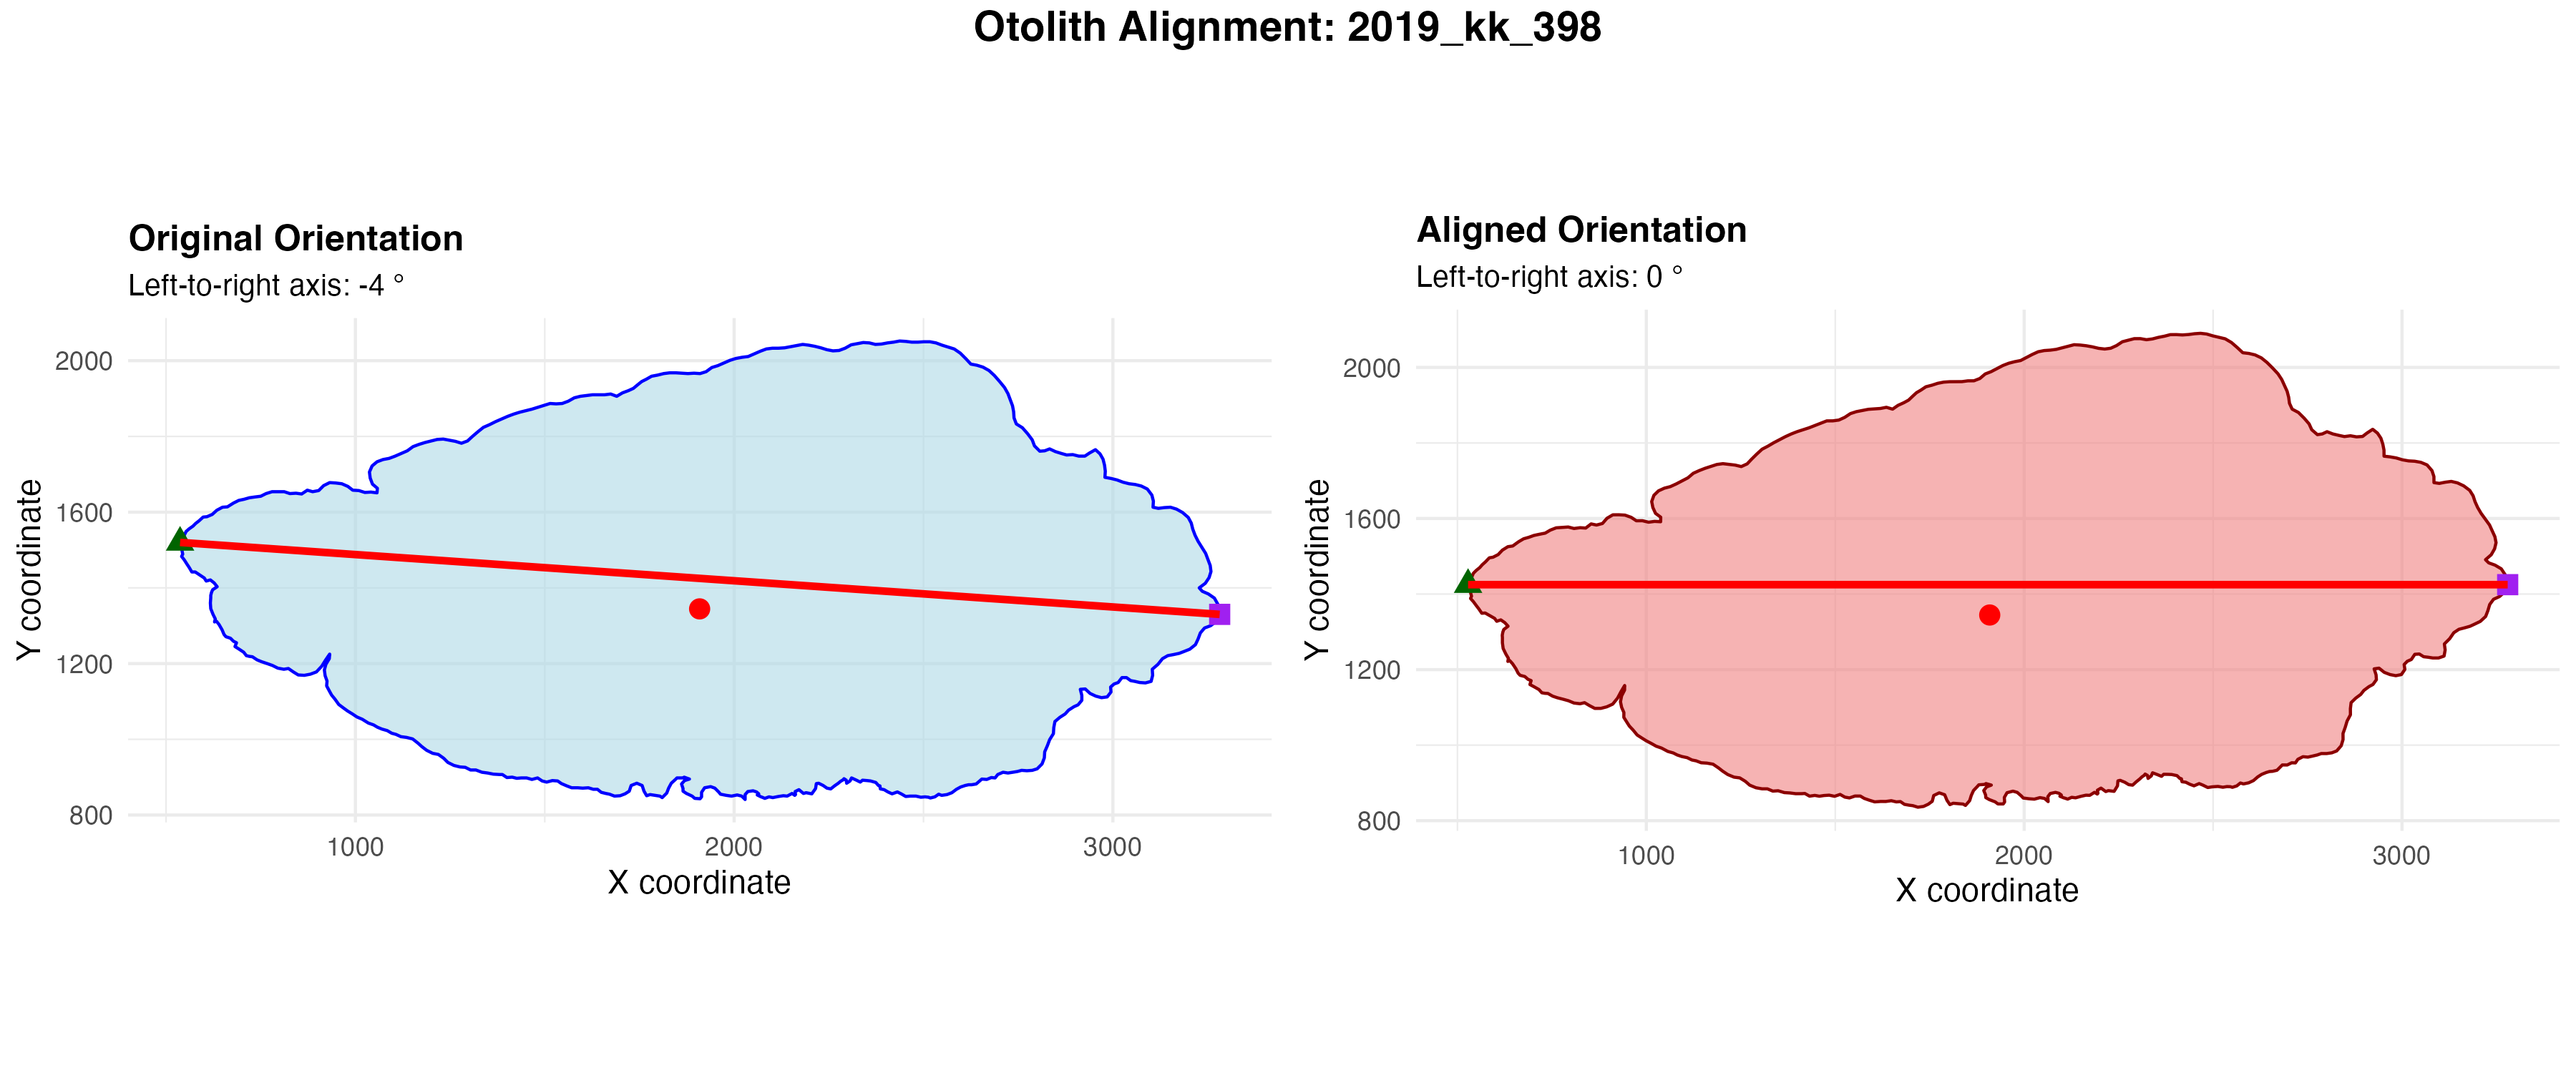 Otolith Alignment: 2019_kk_398
Original Orientation
Left-to-right axis: -4 °
2000
1600
1200
800
Y coordinate
1000
2000
3000
X coordinate
Aligned Orientation
Left-to-right axis: 0 °
2000
1600
1200
800
Y coordinate
1000
2000
3000
X coordinate